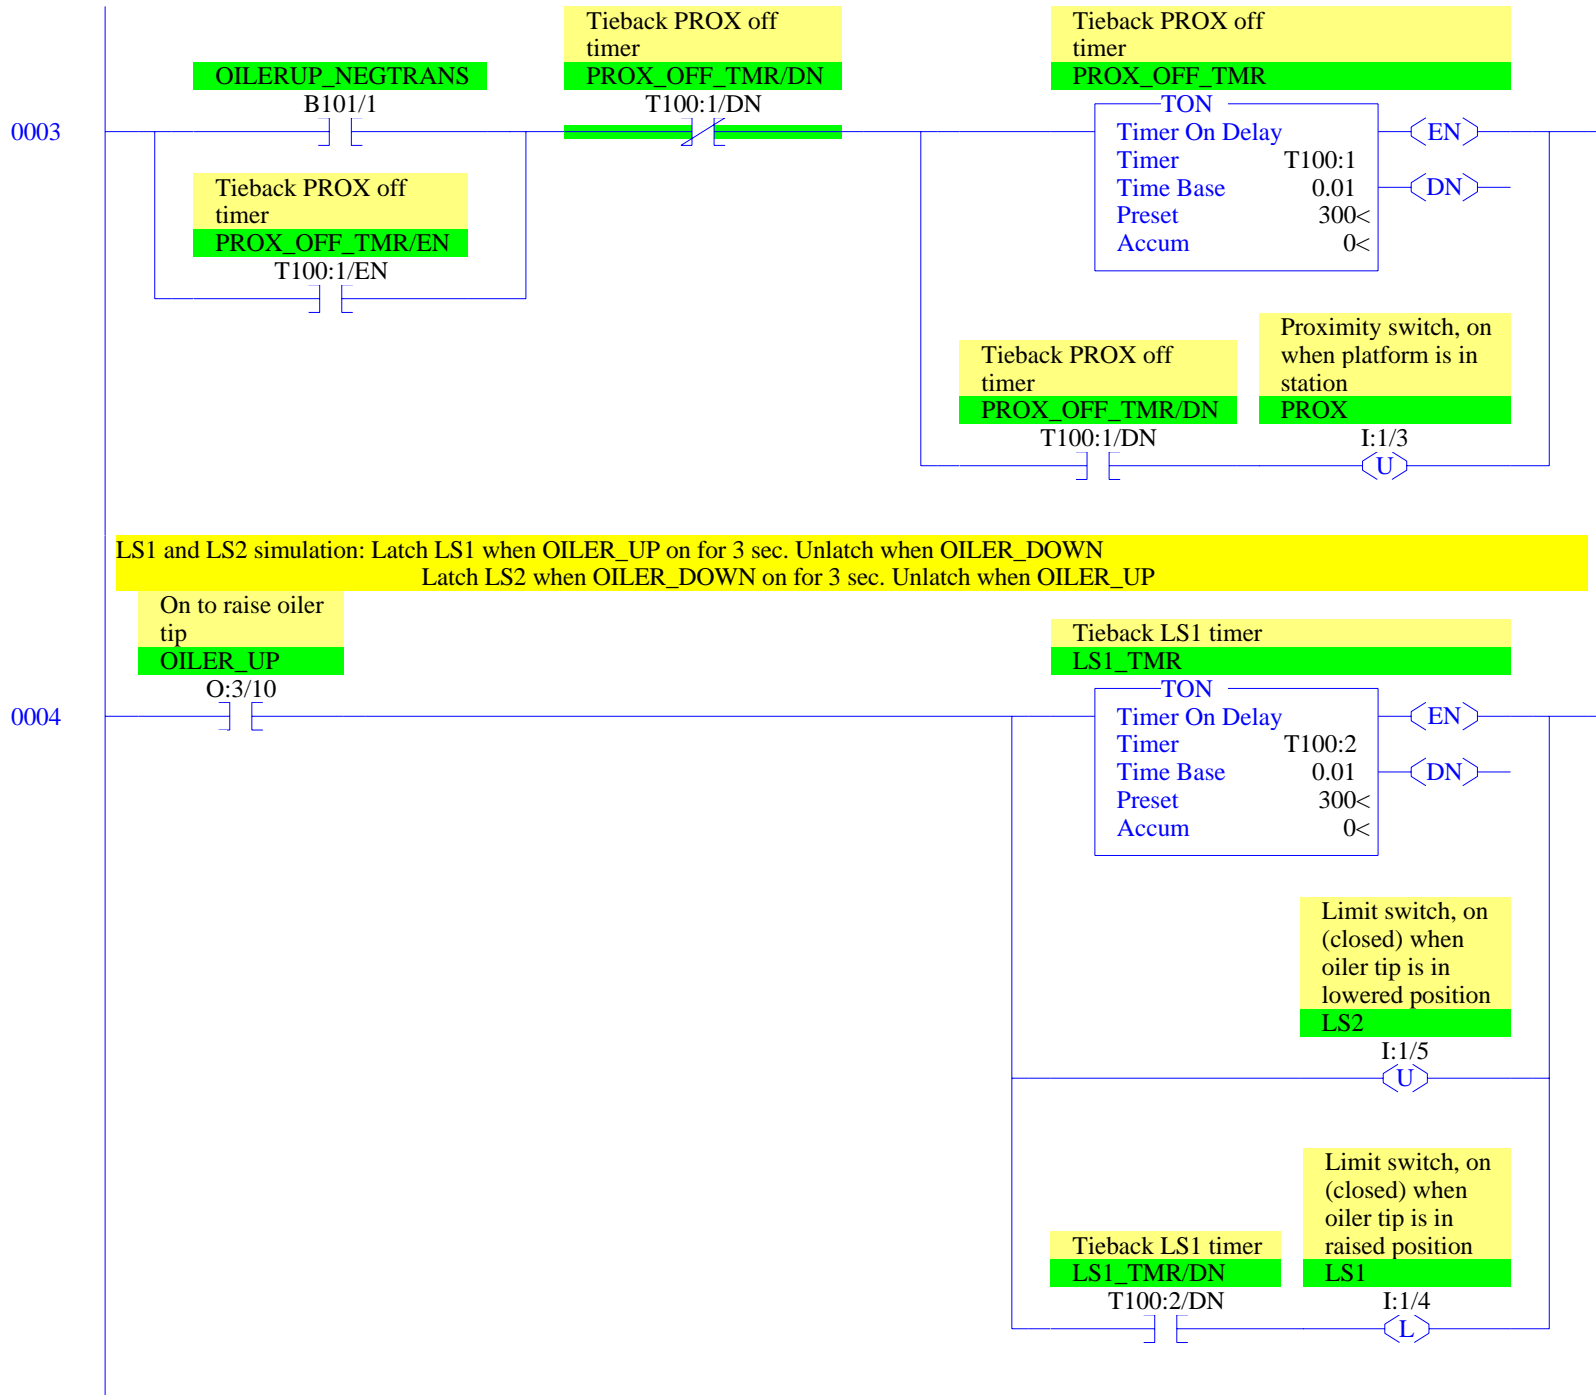 Tieback PROX off
timer
PROX_OFF_TMR/DN
T100:1/DN
Tieback PROX off
timer
PROX_OFF_TMR
OILERUP_NEGTRANS
B101/1
0003
TON
Timer On Delay
Timer T100:1
Time Base 0.01
Preset 300<
Accum 0<
EN
DN
Tieback PROX off
timer
PROX_OFF_TMR/EN
T100:1/EN
Tieback PROX off
timer
PROX_OFF_TMR/DN
T100:1/DN
Proximity switch, on
when platform is in
station
PROX
I:1/3
U
LS1 and LS2 simulation: Latch LS1 when OILER_UP on for 3 sec. Unlatch when OILER_DOWN
Latch LS2 when OILER_DOWN on for 3 sec. Unlatch when OILER_UP
On to raise oiler
tip
OILER_UP
O:3/10
0004
Tieback LS1 timer
LS1_TMR
TON
Timer On Delay
Timer T100:2
Time Base 0.01
Preset 300<
Accum 0<
EN
DN
Limit switch, on
(closed) when
oiler tip is in
lowered position
LS2
I:1/5
U
Tieback LS1 timer
LS1_TMR/DN
T100:2/DN
Limit switch, on
(closed) when
oiler tip is in
raised position
LS1
I:1/4
L